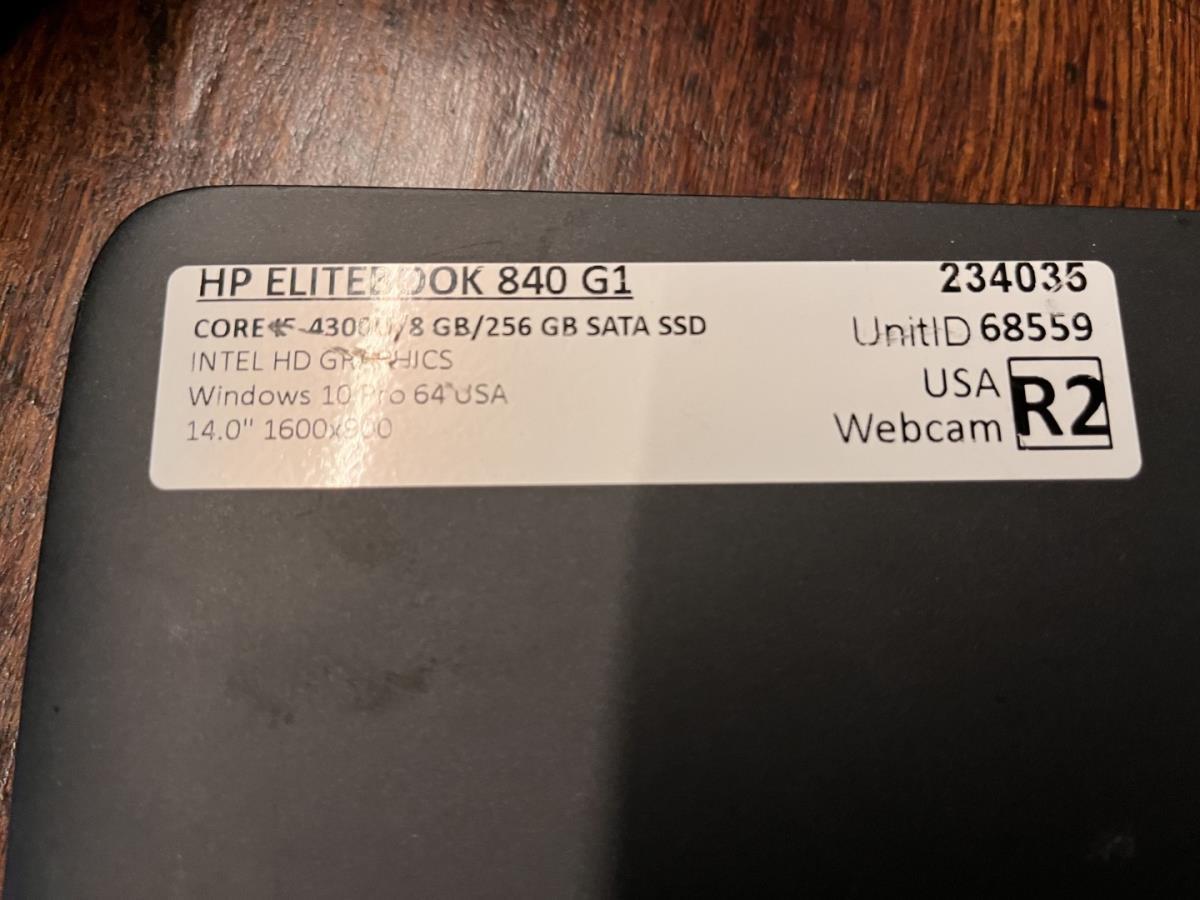 HP ELITEBOOK 840 G1
CORE i5-4300U/8 GB/256 GB SATA SSD
INTEL HD GRAPHICS
Windows 10 Pro 64 USA
14.0" 1600x900
234035
UnitID 68559
USA
Webcam
R2